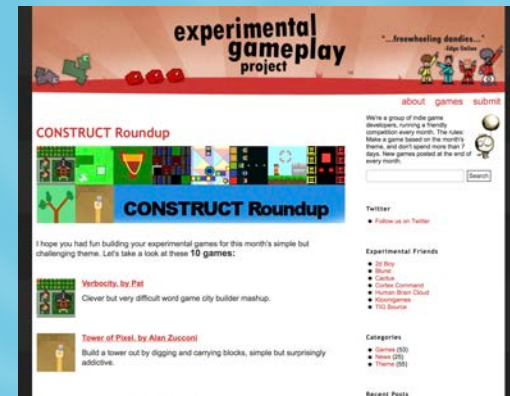 experimental
gameplay
project
"...freewheeling dandies..."
-Edge Online
about games submit
CONSTRUCT Roundup
CONSTRUCT Roundup
I hope you had fun building your experimental games for this month's simple but
challenging theme. Let's take a look at these 10 games:
Verbocity, by Pat
Clever but very difficult word game city builder mashup.
Tower of Pixel, by Alan Zucconi
Build a tower out by digging and carrying blocks, simple but surprisingly
addictive.
We're a group of indie game
developers, running a friendly
competition every month. The rules:
Make a game based on the month's
theme, and don't spend more than 7
days. New games posted at the end of
every month.
Search
Twitter
Follow us on Twitter
Experimental Friends
2d Boy
Blurst
Cactus
Cortex Command
Human Brain Cloud
Kloonigames
TIG Source
Categories
Games (53)
News (25)
Theme (55)
Recent Posts